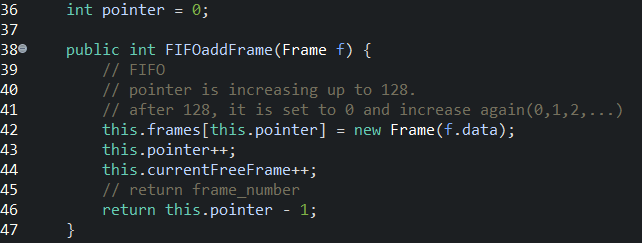 36 int pointer = 0;
37
38 public int FIFOaddFrame(Frame f) {
39 // FIFO
40 // pointer is increasing up to 128.
41 // after 128, it is set to 0 and increase again(0,1,2,...)
42 this.frames[this.pointer] = new Frame(f.data);
43 this.pointer++;
44 this.currentFreeFrame++;
45 // return frame_number
46 return this.pointer - 1;
47 }